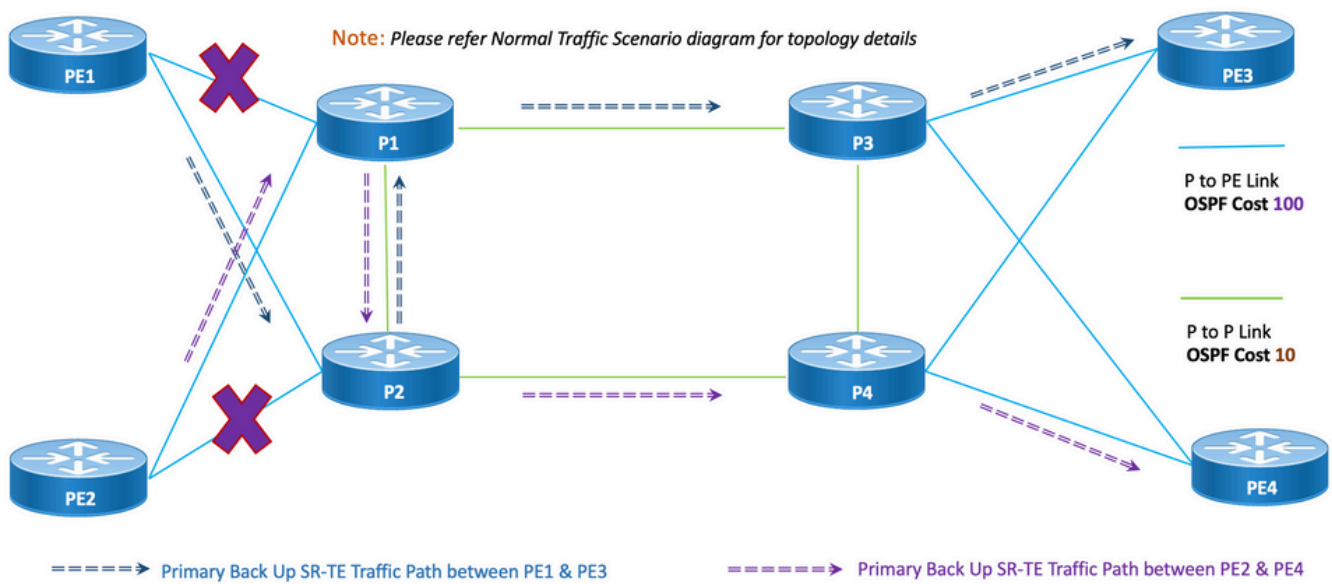 Note: Please refer Normal Traffic Scenario diagram for topology details
PE1
P1
P3
PE3
P to PE Link
OSPF Cost 100
P to P Link
OSPF Cost 10
P2
P4
PE2
PE4
Primary Back Up SR-TE Traffic Path between PE1 & PE3
Primary Back Up SR-TE Traffic Path between PE2 & PE4